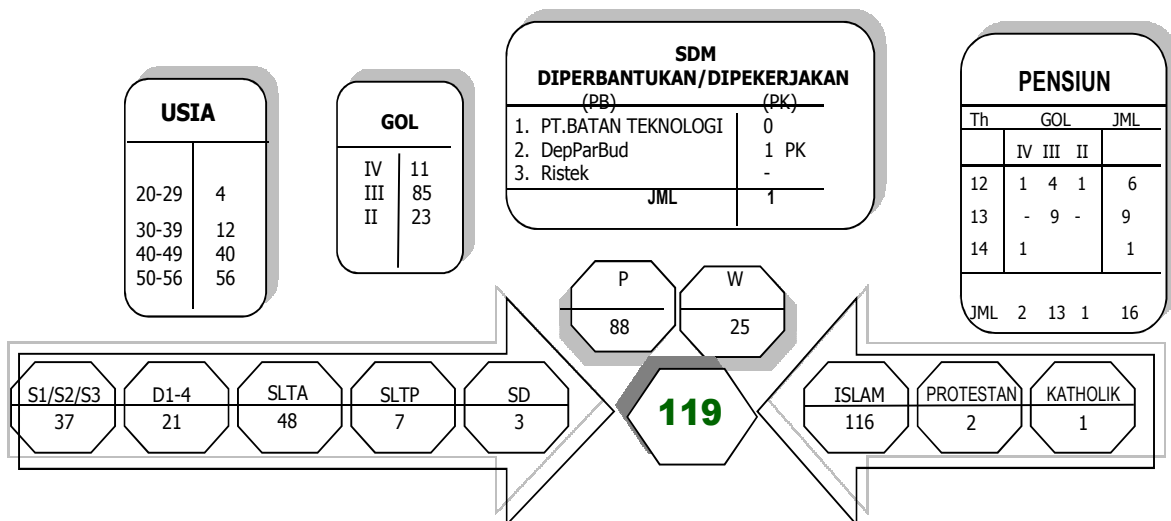 USIA
20-29 4
30-39 12
40-49 40
50-56 56
GOL
IV 11
III 85
II 23
SDM
DIPERBANTUKAN/DIPEKERJAKAN
(PB) (PK)
1. PT.BATAN TEKNOLOGI 0
2. DepParBud 1 PK
3. Ristek -
JML 1
PENSIUN
Th GOL JML
IV III II
12 1 4 1 6
13 - 9 - 9
14 1 1
JML 2 13 1 16
P
88
W
25
S1/S2/S3
37
D1-4
21
SLTA
48
SLTP
7
SD
3
119
ISLAM
116
PROTESTAN
2
KATHOLIK
1